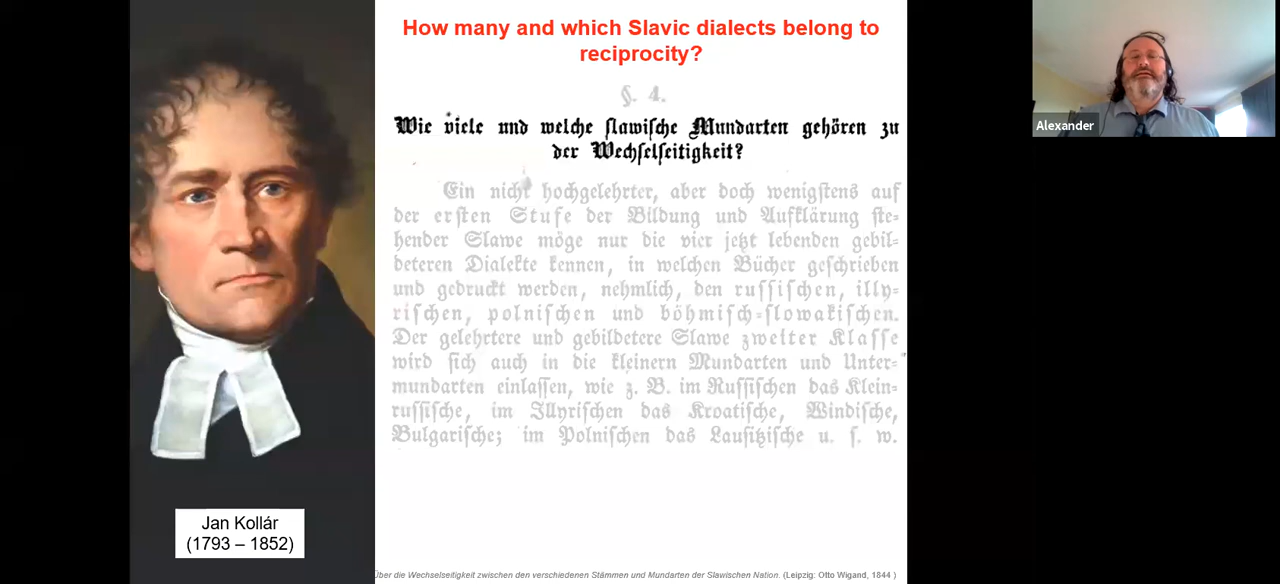 How many and which Slavic dialects belong to
reciprocity?
§. 4.
Wie viele und welche ſlawiſche Mundarten gehören zu
der Wechſelſeitigkeit?
Ein nicht hochgelehrter, aber doch wenigſtens auf
der erſten Stufe der Bildung und Aufklärung ſte-
hender Slawe möge nur die vier jetzt lebenden gebil-
deteren Dialekte kennen, in welchen Bücher geſchrieben
und gedruckt werden, nehmlich, den ruſſiſchen, illy-
riſchen, polniſchen und böhmiſch-ſlowakiſchen.
Der gelehrtere und gebildetere Slawe zweiter Klaſſe
wird ſich auch in die kleinern Mundarten und Unter-
mundarten einlaſſen, wie z. B. im Ruſſiſchen das Klein-
ruſſiſche, im Illyriſchen das Kroatiſche, Windiſche,
Bulgariſche; im Polniſchen das Lauſitziſche u. ſ. w.
Jan Kollár
(1793 – 1852)
Über die Wechselseitigkeit zwischen den verschiedenen Stämmen und Mundarten der Slawischen Nation. (Leipzig: Otto Wigand, 1844 )
Alexander